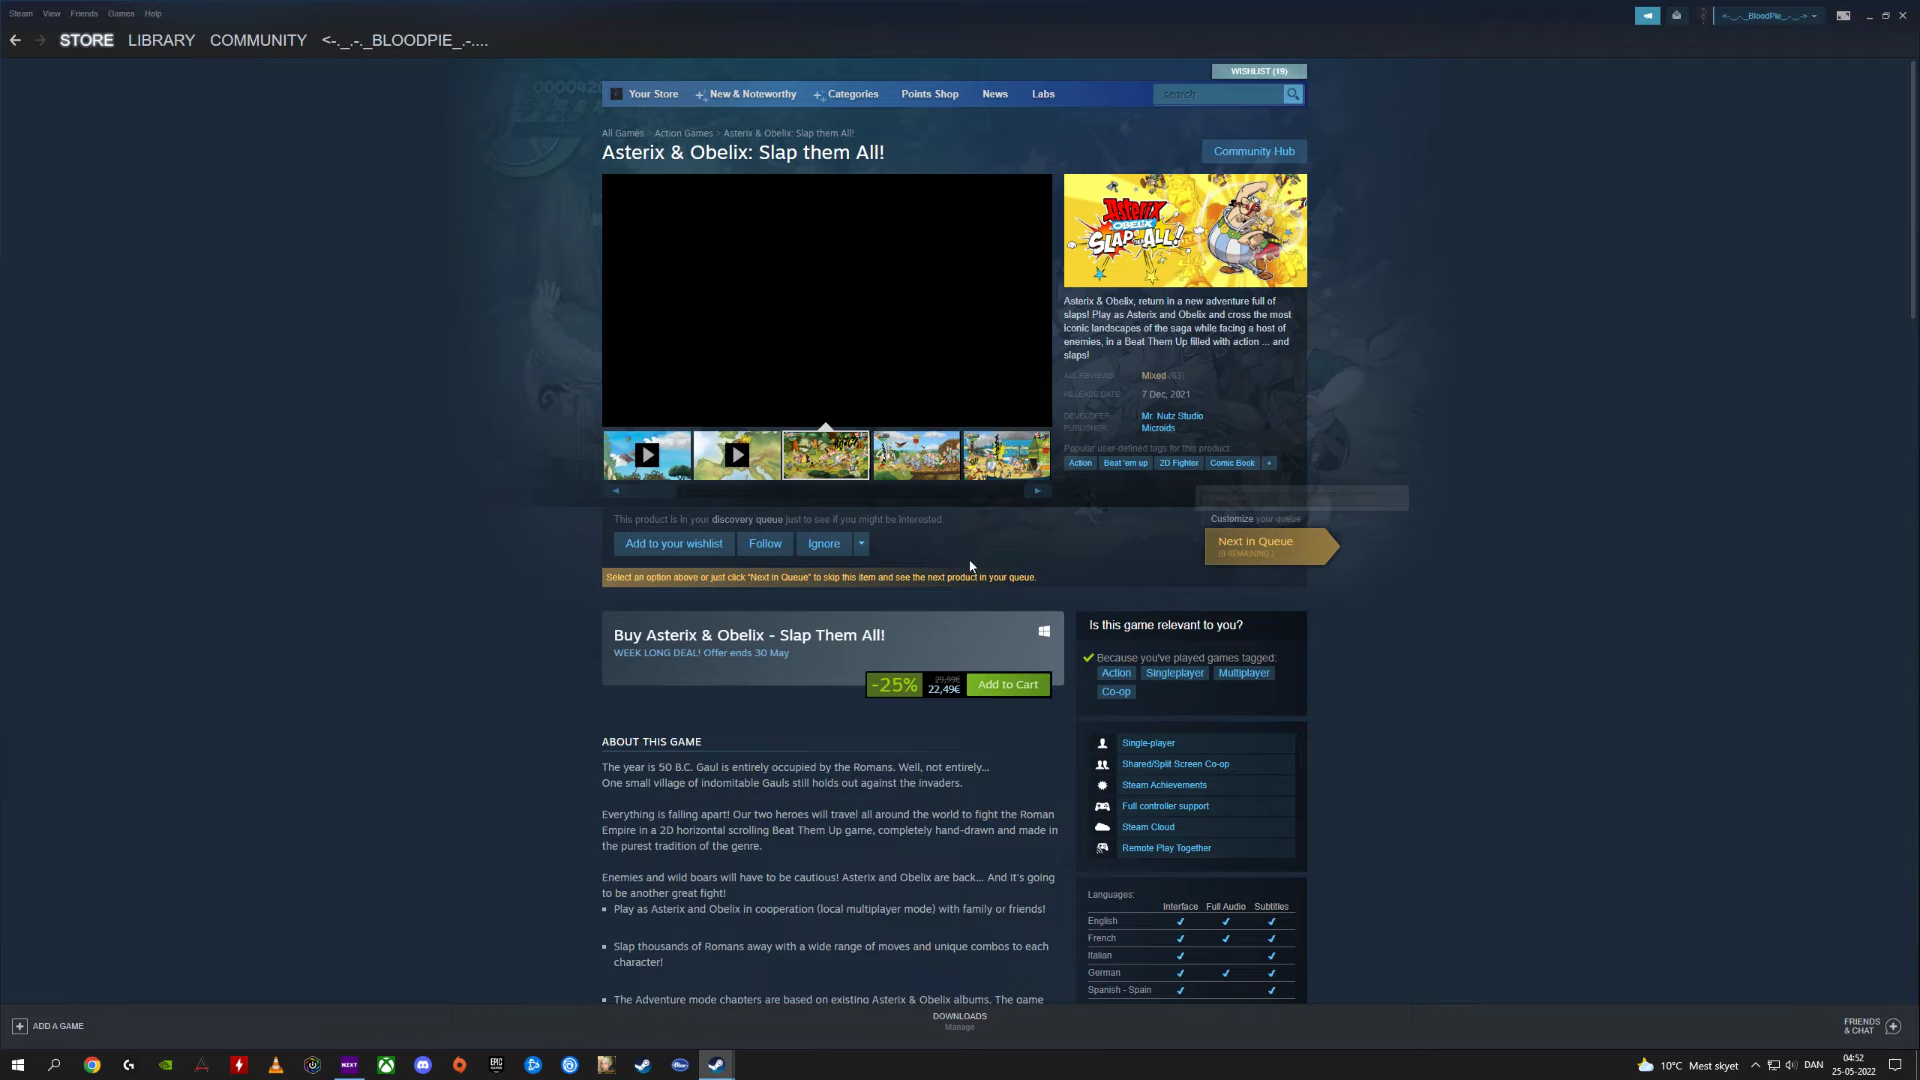 Steam View Friends Games Help
<-._.-._BloodPie_.-._.->
STORE LIBRARY COMMUNITY <-._.-._BLOODPIE_.-....
WISHLIST (19)
Your Store New & Noteworthy Categories Points Shop News Labs search
All Games > Action Games > Asterix & Obelix: Slap them All!
Asterix & Obelix: Slap them All!
Community Hub
Asterix
& OBELIX
SLAP THEM ALL!
Asterix & Obelix, return in a new adventure full of
slaps! Play as Asterix and Obelix and cross the most
iconic landscapes of the saga while facing a host of
enemies, in a Beat Them Up filled with action ... and
slaps!
ALL REVIEWS: Mixed (63)
RELEASE DATE: 7 Dec, 2021
DEVELOPER: Mr. Nutz Studio
PUBLISHER: Microids
Popular user-defined tags for this product:
Action Beat 'em up 2D Fighter Comic Book +
This product is in your discovery queue just to see if you might be interested.
Customize your queue
Add to your wishlist Follow Ignore
Next in Queue
(9 REMAINING )
Select an option above or just click "Next in Queue" to skip this item and see the next product in your queue.
Buy Asterix & Obelix - Slap Them All!
WEEK LONG DEAL! Offer ends 30 May
-25% 29,99€ 22,49€ Add to Cart
Is this game relevant to you?
Because you've played games tagged:
Action Singleplayer Multiplayer
Co-op
ABOUT THIS GAME
The year is 50 B.C. Gaul is entirely occupied by the Romans. Well, not entirely...
One small village of indomitable Gauls still holds out against the invaders.
Everything is falling apart! Our two heroes will travel all around the world to fight the Roman
Empire in a 2D horizontal scrolling Beat Them Up game, completely hand-drawn and made in
the purest tradition of the genre.
Enemies and wild boars will have to be cautious! Asterix and Obelix are back... And it's going
to be another great fight!
Play as Asterix and Obelix in cooperation (local multiplayer mode) with family or friends!
Slap thousands of Romans away with a wide range of moves and unique combos to each
character!
The Adventure mode chapters are based on existing Asterix & Obelix albums. The game
Single-player
Shared/Split Screen Co-op
Steam Achievements
Full controller support
Steam Cloud
Remote Play Together
Languages:
Interface Full Audio Subtitles
English ✔ ✔ ✔
French ✔ ✔ ✔
Italian ✔ ✔
German ✔ ✔ ✔
Spanish - Spain ✔ ✔
ADD A GAME
DOWNLOADS
Manage
FRIENDS
& CHAT
NEXT
EPIC
GAMES
Blue
10°C Mest skyet
DAN
04:52
25-05-2022